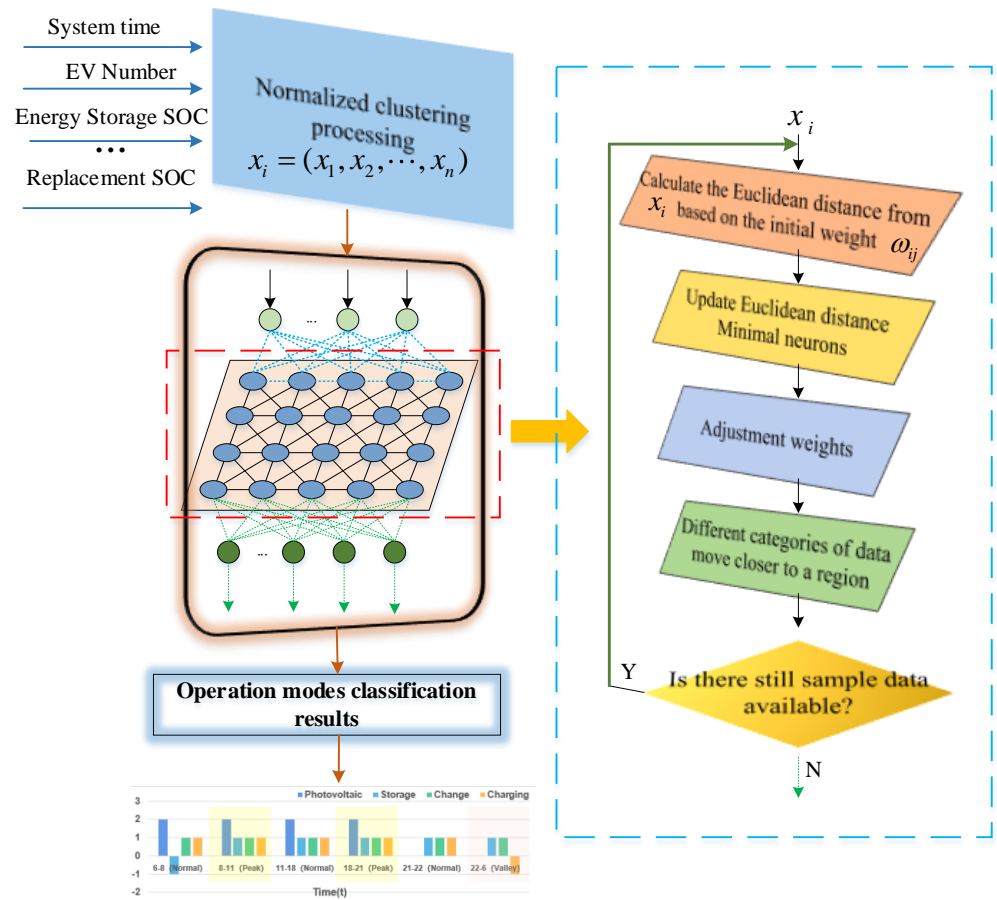 System time
EV Number
Energy Storage SOC
...
Replacement SOC
Normalized clustering
processing
x_i = (x_1, x_2, ⋯, x_n)
...
...
Operation modes classification
results
Photovoltaic Storage Change Charging
3
2
1
0
-1
-2
6-8 (Normal) 8-11 (Peak) 11-18 (Normal) 18-21 (Peak) 21-22 (Normal) 22-6 (Valley)
Time(t)
x_i
Calculate the Euclidean distance from
x_i based on the initial weight ω_ij
Update Euclidean distance
Minimal neurons
Adjustment weights
Different categories of data
move closer to a region
Is there still sample data
available?
Y
N